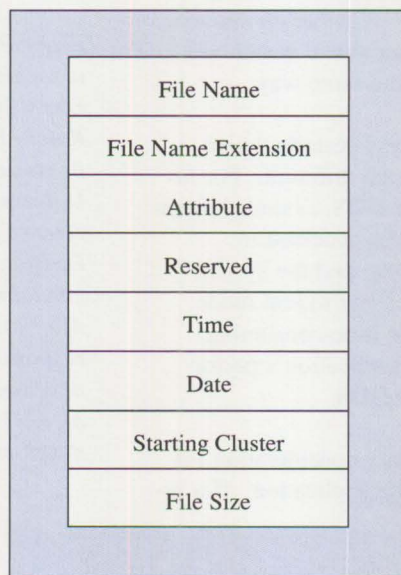 File Name
File Name Extension
Attribute
Reserved
Time
Date
Starting Cluster
File Size